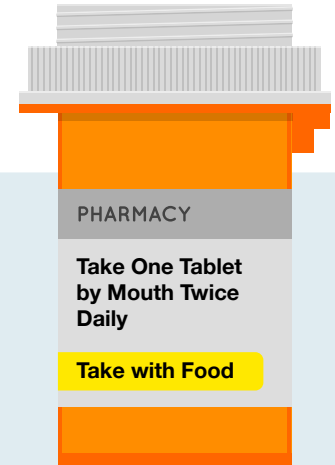 PHARMACY
Take One Tablet
by Mouth Twice
Daily
Take with Food